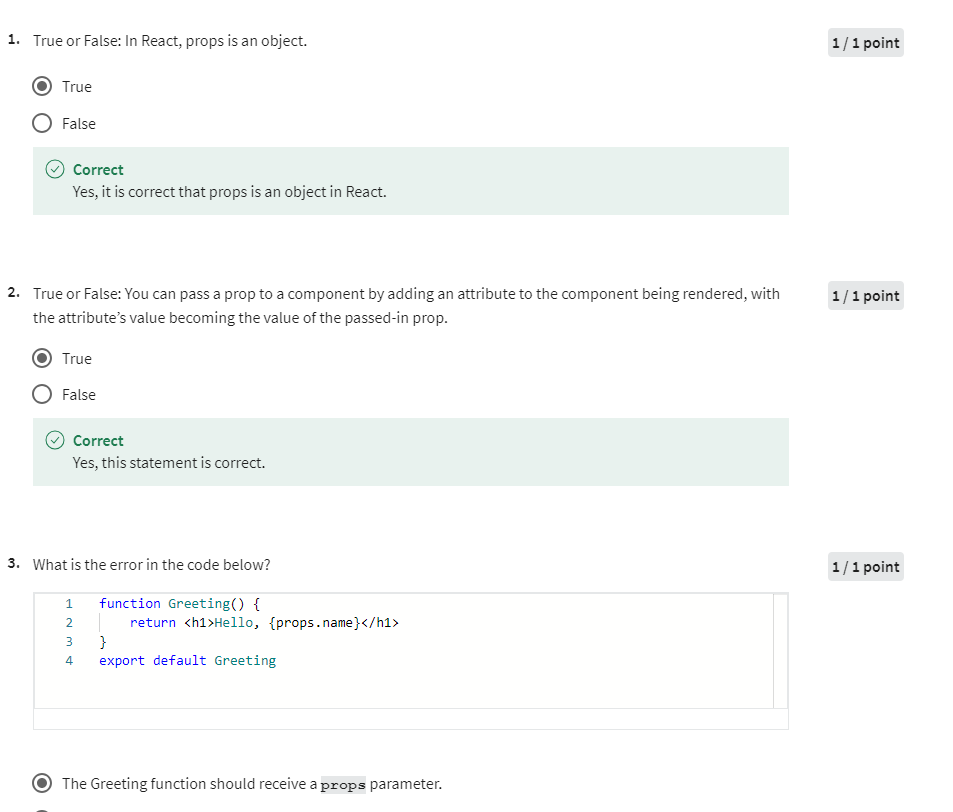 1. True or False: In React, props is an object.
1 / 1 point
True
False
Correct
Yes, it is correct that props is an object in React.
2. True or False: You can pass a prop to a component by adding an attribute to the component being rendered, with
the attribute’s value becoming the value of the passed-in prop.
1 / 1 point
True
False
Correct
Yes, this statement is correct.
3. What is the error in the code below?
1 / 1 point
1 function Greeting() {
2     return <h1>Hello, {props.name}</h1>
3 }
4 export default Greeting
The Greeting function should receive a props parameter.